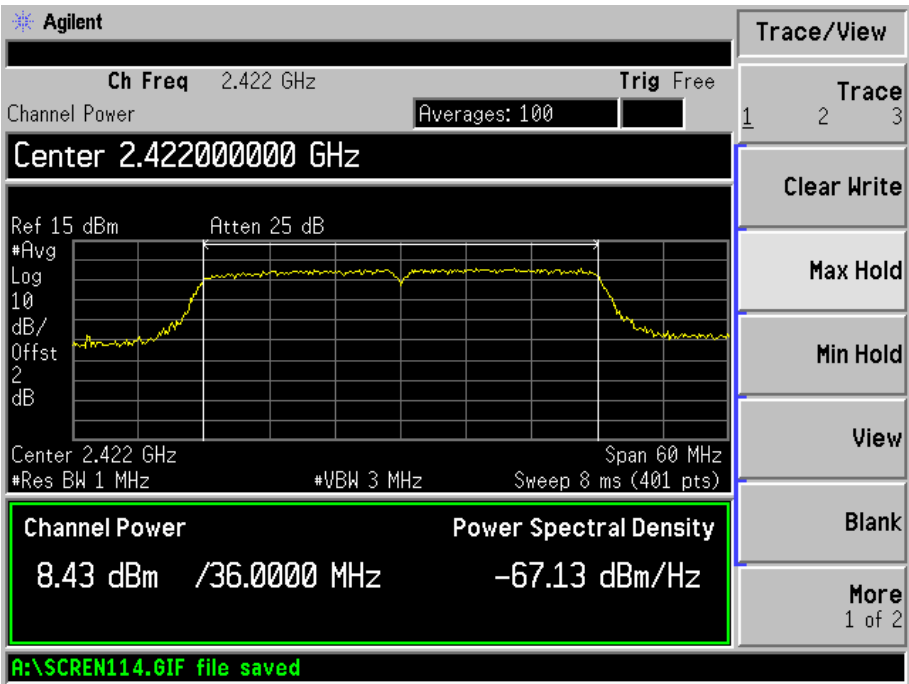 Agilent
Trace/View
Ch Freq 2.422 GHz Trig Free
Channel Power Averages: 100
Trace
1 2 3
Center 2.422000000 GHz
Clear Write
Ref 15 dBm Atten 25 dB
#Avg
Log
10
dB/
Offst
2
dB
Max Hold
Min Hold
View
Center 2.422 GHz Span 60 MHz
#Res BW 1 MHz #VBW 3 MHz Sweep 8 ms (401 pts)
Blank
Channel Power Power Spectral Density
8.43 dBm /36.0000 MHz -67.13 dBm/Hz
More
1 of 2
A:\SCREN114.GIF file saved